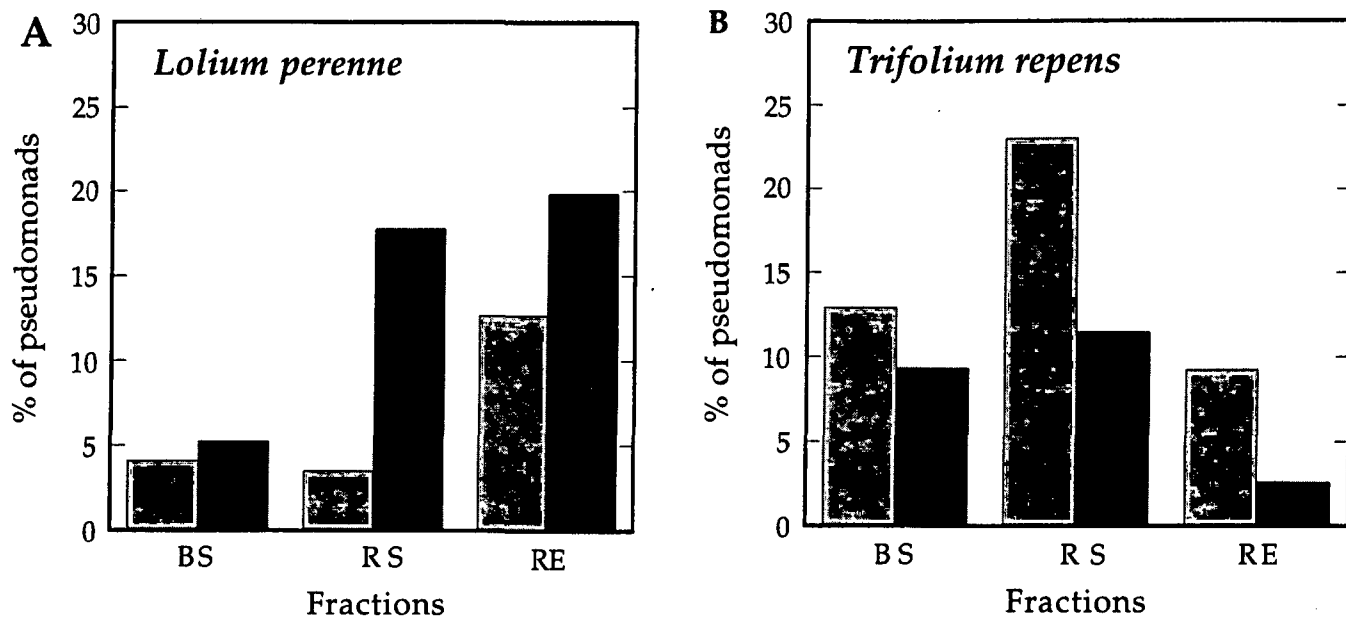 A
Lolium perenne
% of pseudomonads
30
25
20
15
10
5
0
BS
RS
RE
Fractions
B
Trifolium repens
% of pseudomonads
30
25
20
15
10
5
0
BS
RS
RE
Fractions